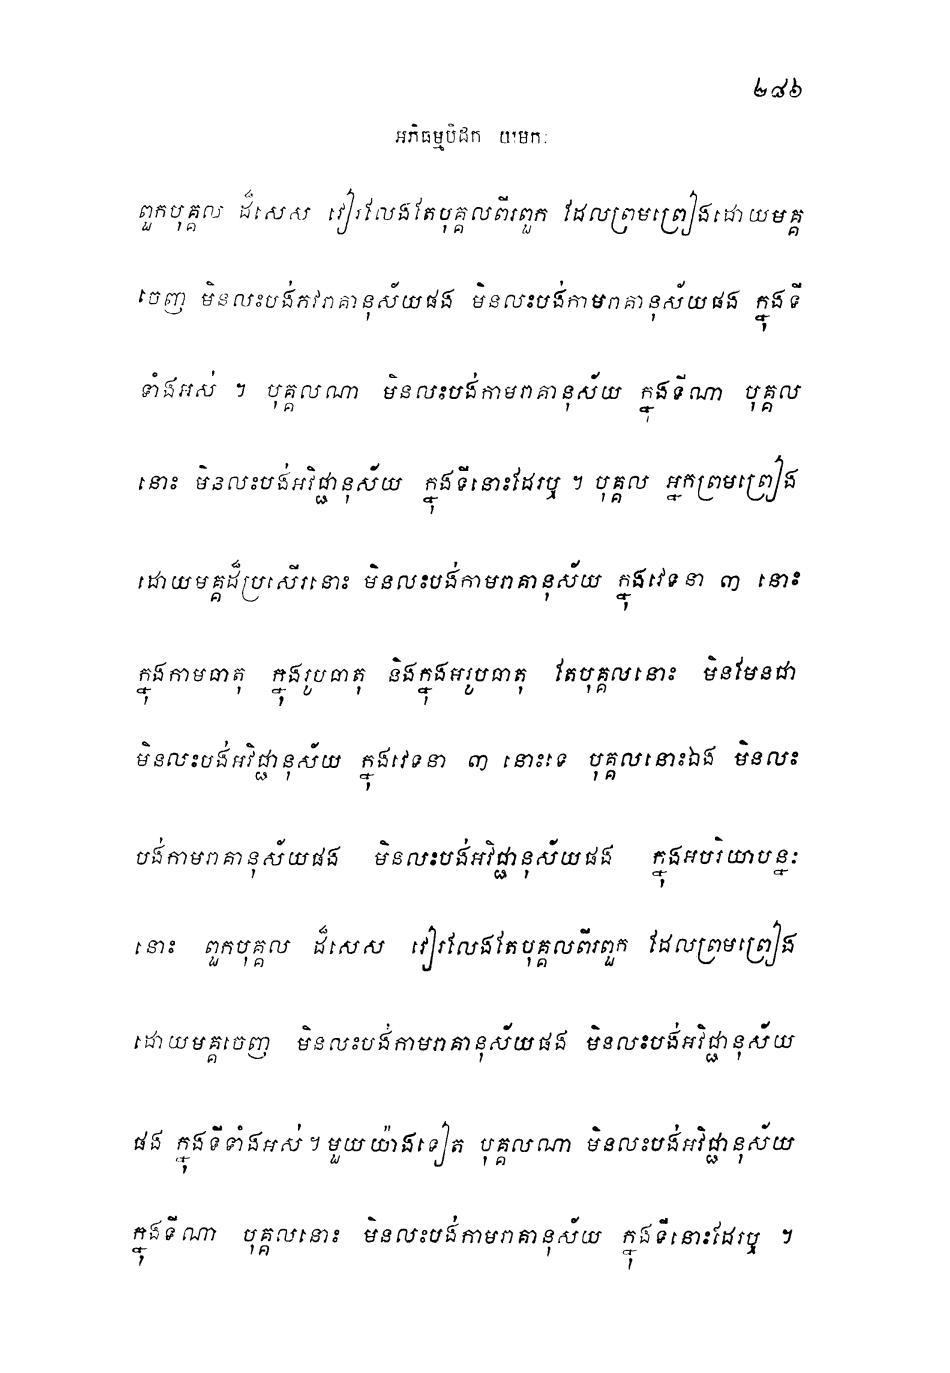 ២៨៦
អភិធម្មបិដក យមកៈ
ពួកបុគ្គល ដ៏សេស វៀរលែងតែបុគ្គលពីរពួក ដែលព្រមព្រៀងដោយមគ្គ
ចេញ មិនលះបង់ភវរាគានុស័យផង មិនលះបង់កាមរាគានុស័យផង ក្នុងទី
ទាំងអស់ ។ បុគ្គលណា មិនលះបង់កាមរាគានុស័យ ក្នុងទីណា បុគ្គល
នោះ មិនលះបង់អវិជ្ជានុស័យ ក្នុងទីនោះដែរឬ ។ បុគ្គល អ្នកព្រមព្រៀង
ដោយមគ្គដ៏ប្រសើរនោះ មិនលះបង់កាមរាគានុស័យ ក្នុងវេទនា ៣ នោះ
ក្នុងកាមធាតុ ក្នុងរូបធាតុ និងក្នុងអរូបធាតុ តែបុគ្គលនោះ មិនមែនជា
មិនលះបង់អវិជ្ជានុស័យ ក្នុងវេទនា ៣ នោះទេ បុគ្គលនោះឯង មិនលះ
បង់កាមរាគានុស័យផង មិនលះបង់អវិជ្ជានុស័យផង ក្នុងអបរិយាបន្នៈ
នោះ ពួកបុគ្គល ដ៏សេស វៀរលែងតែបុគ្គលពីរពួក ដែលព្រមព្រៀង
ដោយមគ្គចេញ មិនលះបង់កាមរាគានុស័យផង មិនលះបង់អវិជ្ជានុស័យ
ផង ក្នុងទីទាំងអស់ ។ មួយយ៉ាងទៀត បុគ្គលណា មិនលះបង់អវិជ្ជានុស័យ
ក្នុងទីណា បុគ្គលនោះ មិនលះបង់កាមរាគានុស័យ ក្នុងទីនោះដែរឬ ។